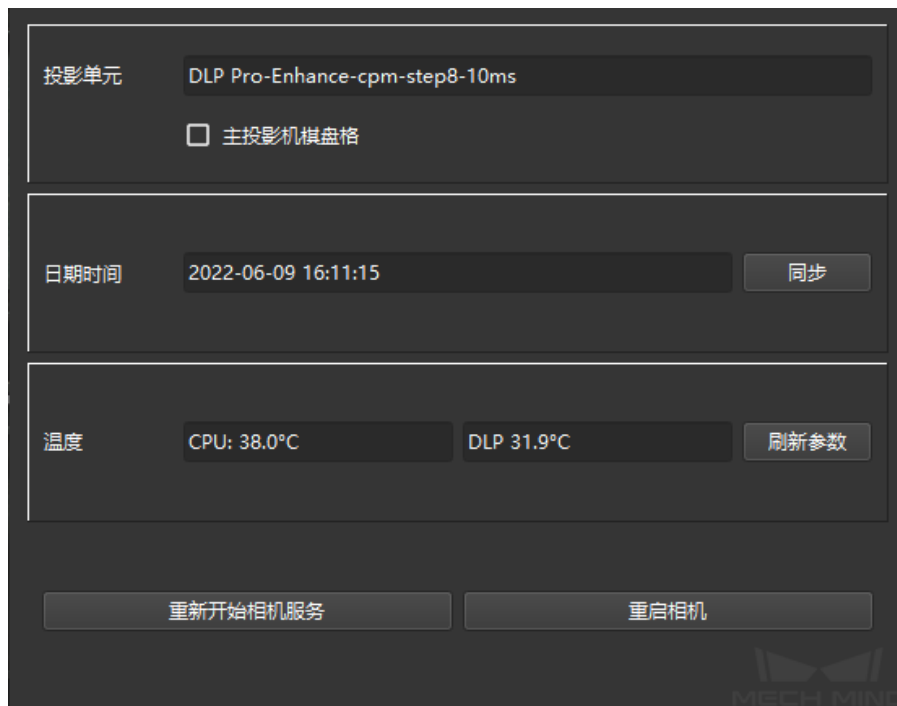 投影单元 DLP Pro-Enhance-cpm-step8-10ms
主投影机棋盘格
日期时间 2022-06-09 16:11:15 同步
温度 CPU: 38.0°C DLP 31.9°C 刷新参数
重新开始相机服务 重启相机
MECH MIND